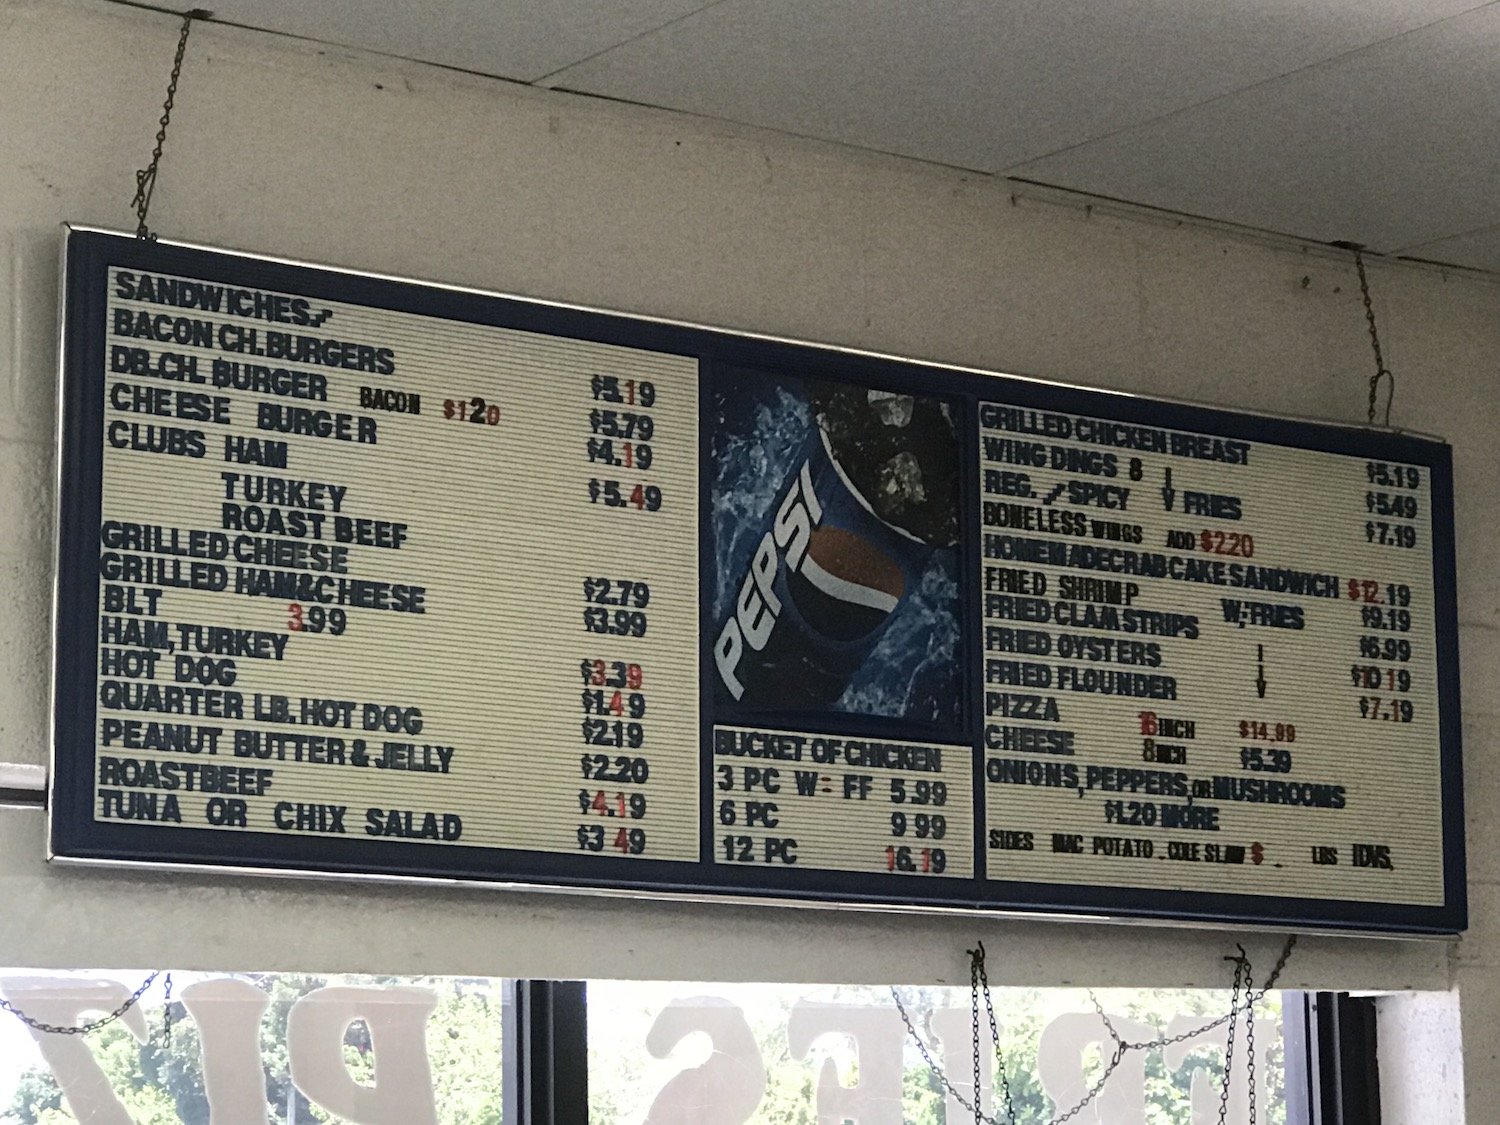 SANDWICHES
BACON CH.BURGERS $5.19
DB.CH. BURGER BACON $120 $5.79
CHEESE BURGER $4.19
CLUBS HAM $5.49
TURKEY
ROAST BEEF
GRILLED CHEESE $2.79
GRILLED HAM&CHEESE $3.99
BLT 3.99
HAM,TURKEY $3.39
HOT DOG $1.49
QUARTER LB.HOT DOG $2.19
PEANUT BUTTER & JELLY $2.20
ROASTBEEF $4.19
TUNA OR CHIX SALAD $3 49
PEPSI
BUCKET OF CHICKEN
3 PC W= FF 5.99
6 PC 9 99
12 PC 16.19
GRILLED CHICKEN BREAST $5.19
WING DINGS 8 $5.49
REG. / SPICY FRIES $7.19
BONELESS WINGS ADD $2.20
HOMEMADE CRAB CAKE SANDWICH $12.19
FRIED SHRIMP W/FRIES $9.19
FRIED CLAM STRIPS $6.99
FRIED OYSTERS $10 19
FRIED FLOUNDER $7.19
PIZZA 16 INCH $14.99
CHEESE 8 INCH $5.39
ONIONS,PEPPERS,OR MUSHROOMS
$1.20 MORE
SIDES MAC POTATO . COLE SLAW $ . LBS